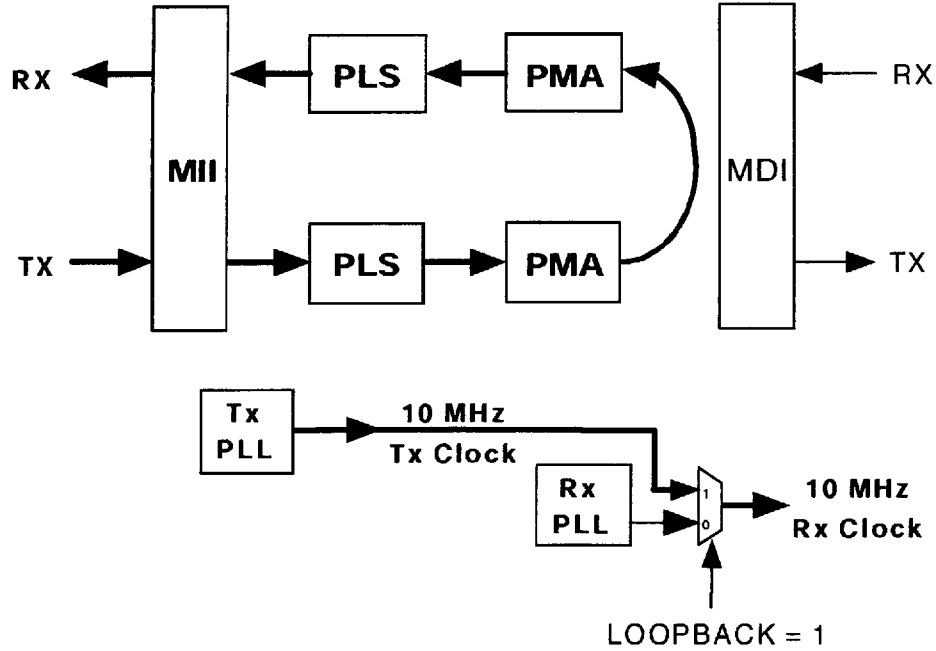 RX
MII
PLS
PMA
MDI
RX
TX
PLS
PMA
TX
Tx
PLL
10 MHz
Tx Clock
Rx
PLL
1
0
10 MHz
Rx Clock
LOOPBACK = 1